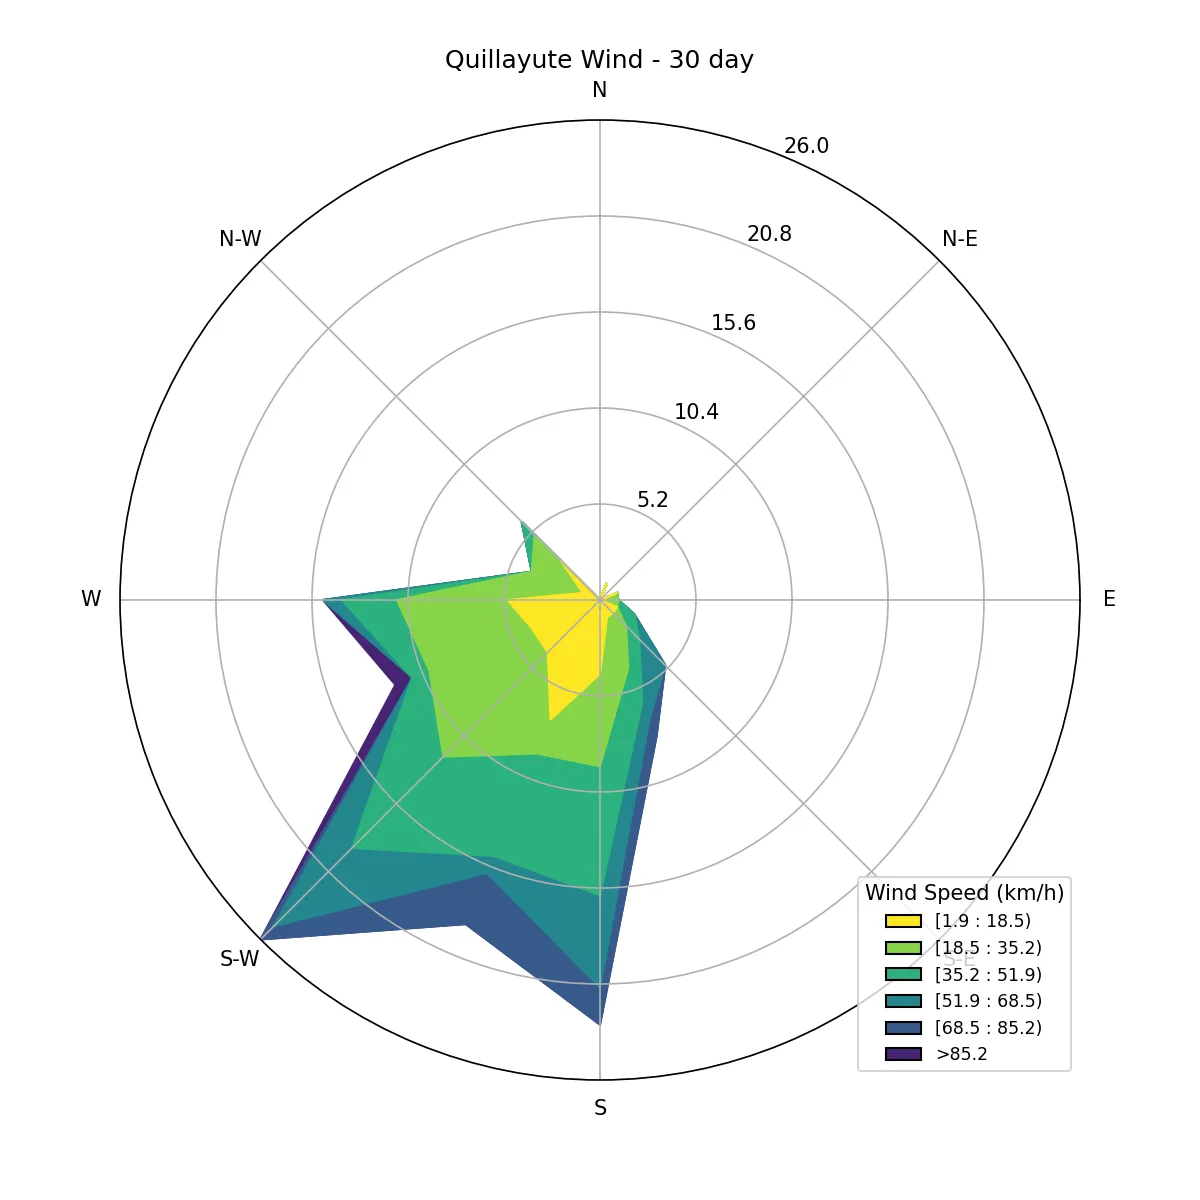 Quillayute Wind - 30 day
N
26.0
N-W
N-E
20.8
15.6
10.4
5.2
W
E
Wind Speed (km/h)
[1.9 : 18.5)
[18.5 : 35.2)
S-W
S-E
[35.2 : 51.9)
[51.9 : 68.5)
[68.5 : 85.2)
>85.2
S